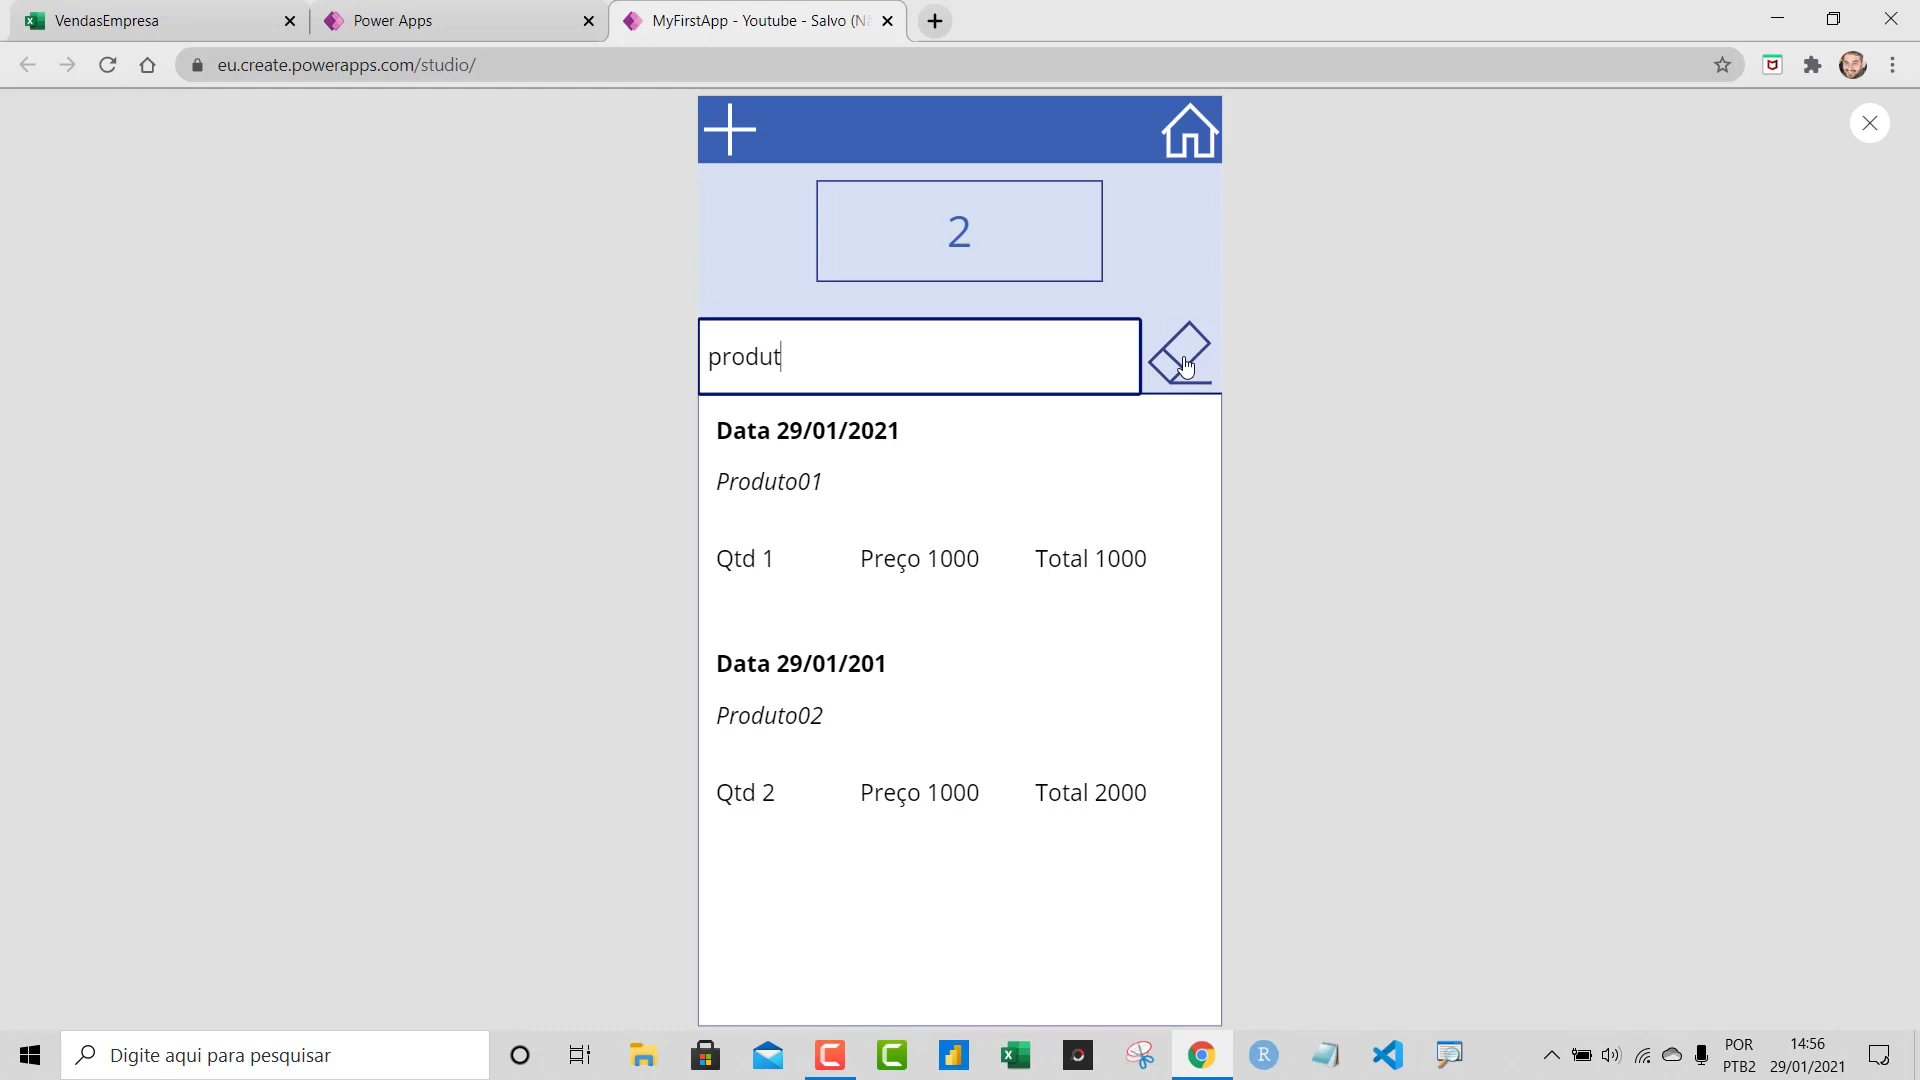 VendasEmpresa
Power Apps
MyFirstApp - Youtube - Salvo (Nã
eu.create.powerapps.com/studio/
2
produt
Data 29/01/2021
Produto01
Qtd 1 Preço 1000 Total 1000
Data 29/01/201
Produto02
Qtd 2 Preço 1000 Total 2000
Digite aqui para pesquisar
R
POR
PTB2
14:56
29/01/2021